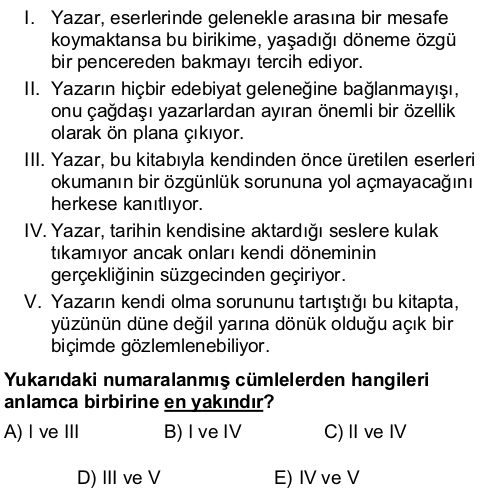 I. Yazar, eserlerinde gelenekle arasına bir mesafe
koymaktansa bu birikime, yaşadığı döneme özgü
bir pencereden bakmayı tercih ediyor.
II. Yazarın hiçbir edebiyat geleneğine bağlanmayışı,
onu çağdaşı yazarlardan ayıran önemli bir özellik
olarak ön plana çıkıyor.
III. Yazar, bu kitabıyla kendinden önce üretilen eserleri
okumanın bir özgünlük sorununa yol açmayacağını
herkese kanıtlıyor.
IV. Yazar, tarihin kendisine aktardığı seslere kulak
tıkamıyor ancak onları kendi döneminin
gerçekliğinin süzgecinden geçiriyor.
V. Yazarın kendi olma sorununu tartıştığı bu kitapta,
yüzünün düne değil yarına dönük olduğu açık bir
biçimde gözlemlenebiliyor.
Yukarıdaki numaralanmış cümlelerden hangileri
anlamca birbirine en yakındır?
A) I ve III B) I ve IV C) II ve IV
D) III ve V E) IV ve V